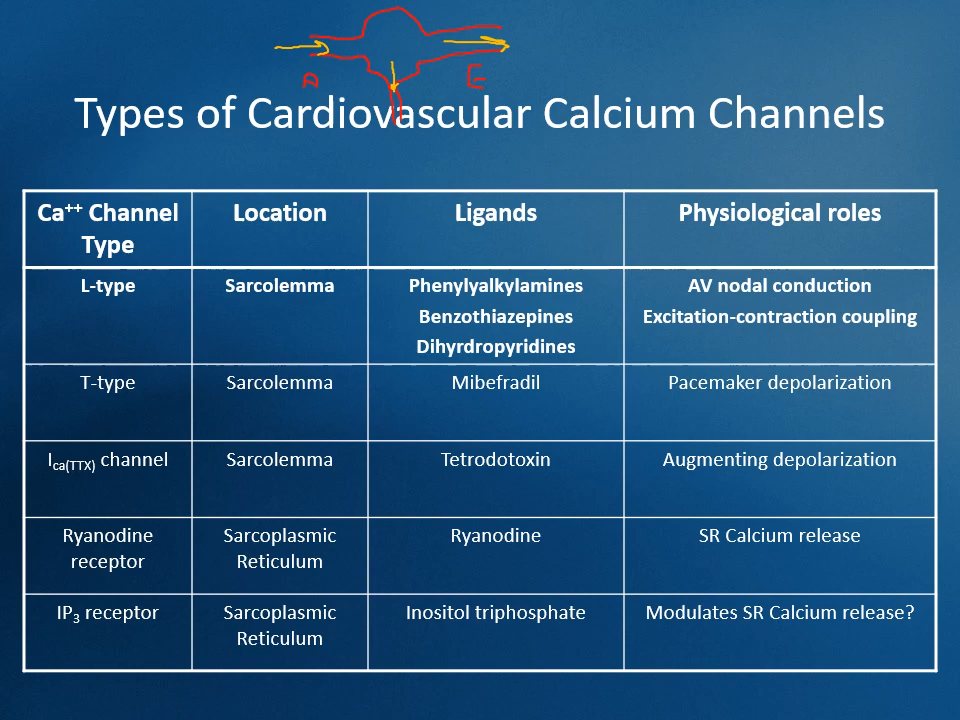 A E
Types of Cardiovascular Calcium Channels
Ca⁺⁺ Channel Type Location Ligands Physiological roles
L-type Sarcolemma Phenylyalkylamines AV nodal conduction
Benzothiazepines Excitation-contraction coupling
Dihyrdropyridines
T-type Sarcolemma Mibefradil Pacemaker depolarization
I ca(TTX) channel Sarcolemma Tetrodotoxin Augmenting depolarization
Ryanodine receptor Sarcoplasmic Reticulum Ryanodine SR Calcium release
IP₃ receptor Sarcoplasmic Reticulum Inositol triphosphate Modulates SR Calcium release?